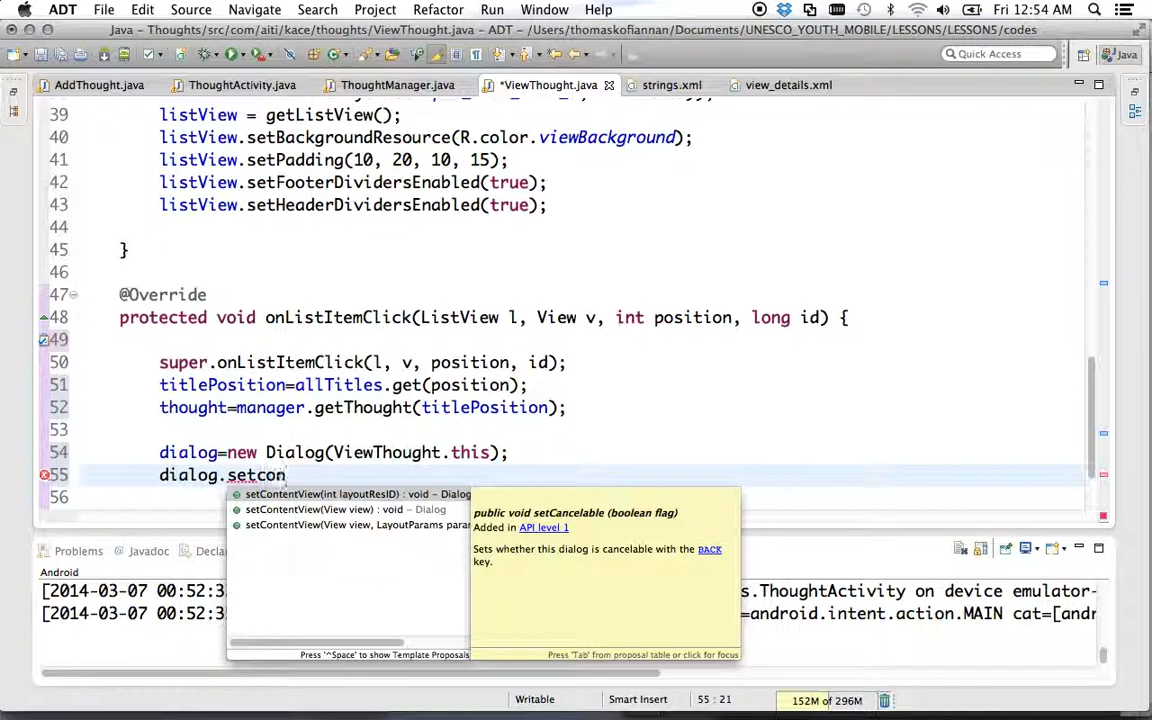 ADT File Edit Source Navigate Search Project Refactor Run Window Help Fri 12:54 AM
Java – Thoughts/src/com/aiti/kace/thoughts/ViewThought.java – ADT – /Users/thomaskofiannan/Documents/UNESCO_YOUTH_MOBILE/LESSONS/LESSON5/codes
Quick Access Java
AddThought.java ThoughtActivity.java ThoughtManager.java *ViewThought.java strings.xml view_details.xml
39 listView = getListView();
40 listView.setBackgroundResource(R.color.viewBackground);
41 listView.setPadding(10, 20, 10, 15);
42 listView.setFooterDividersEnabled(true);
43 listView.setHeaderDividersEnabled(true);
44
45 }
46
47 @Override
48 protected void onListItemClick(ListView l, View v, int position, long id) {
49
50 super.onListItemClick(l, v, position, id);
51 titlePosition=allTitles.get(position);
52 thought=manager.getThought(titlePosition);
53
54 dialog=new Dialog(ViewThought.this);
55 dialog.setcon
56
setContentView(int layoutResID) : void – Dialog
setContentView(View view) : void – Dialog
setContentView(View view, LayoutParams para
Press '^Space' to show Template Proposals
public void setCancelable (boolean flag)
Added in API level 1
Sets whether this dialog is cancelable with the BACK
key.
Press 'Tab' from proposal table or click for focus
Problems @ Javadoc Decla
Android
[2014-03-07 00:52:3 s.ThoughtActivity on device emulator-
[2014-03-07 00:52:3 =android.intent.action.MAIN cat=[andr
Writable Smart Insert 55 : 21 152M of 296M